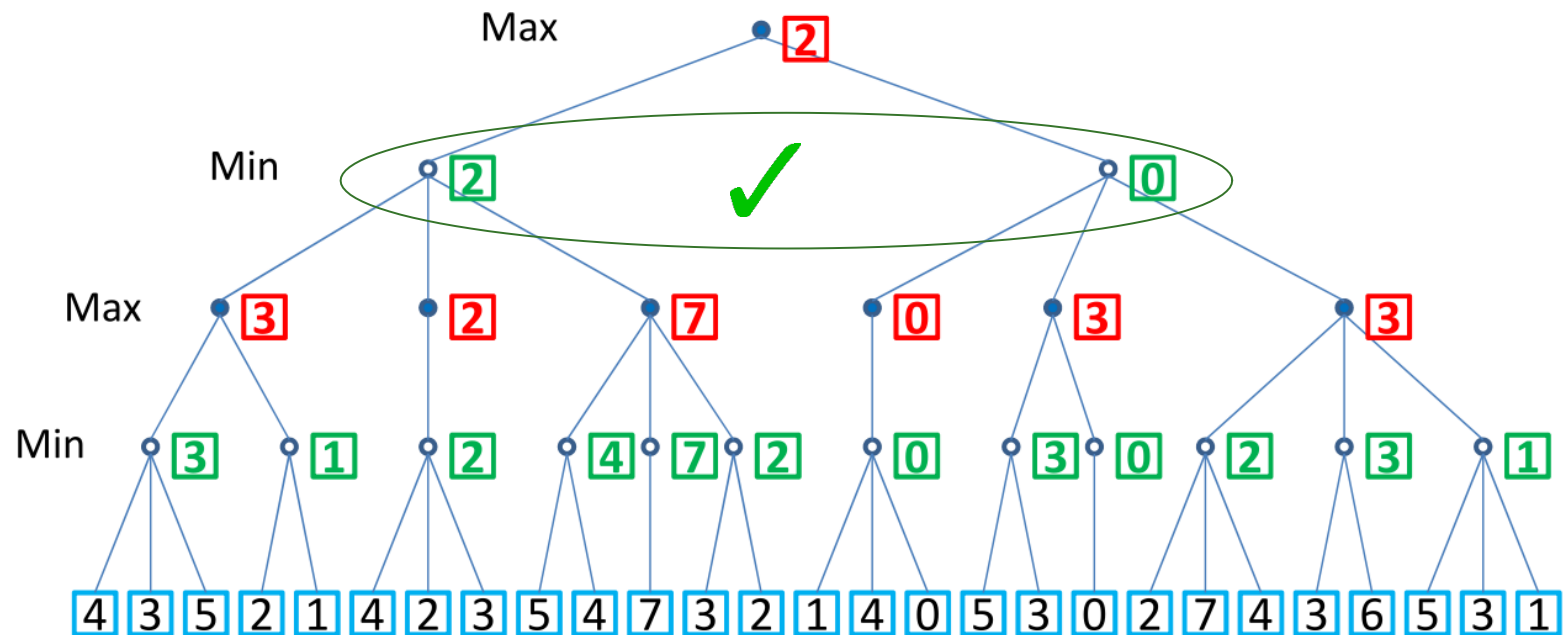 Max 2
Min 2 0
Max 3 2 7 0 3 3
Min 3 1 2 4 7 2 0 3 0 2 3 1
4 3 5 2 1 4 2 3 5 4 7 3 2 1 4 0 5 3 0 2 7 4 3 6 5 3 1